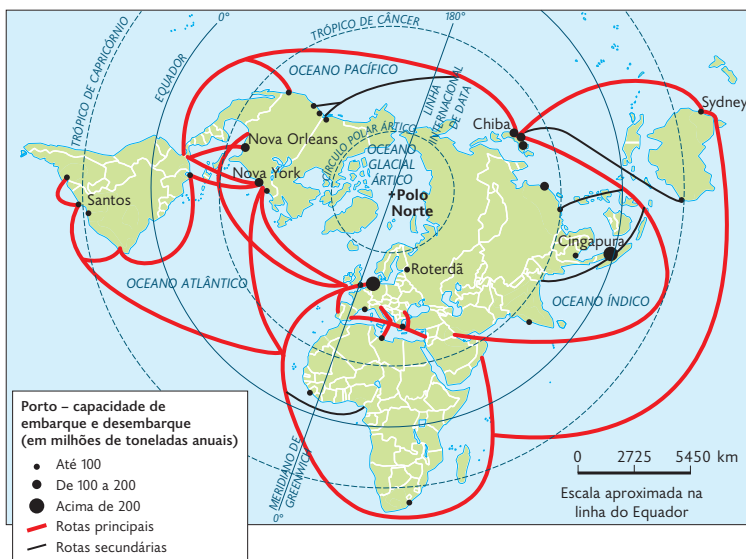 0°
180°
TRÓPICO DE CÂNCER
TRÓPICO DE CAPRICÓRNIO
EQUADOR
OCEANO PACÍFICO
LINHA
INTERNACIONAL
DE DATA
Sydney
Chiba
CÍRCULO POLAR ÁRTICO
OCEANO
GLACIAL
ÁRTICO
Nova Orleans
Nova York
Polo
Norte
Santos
Cingapura
Roterdã
OCEANO ATLÂNTICO
OCEANO ÍNDICO
MERIDIANO DE
GREENWICH
0°
Porto – capacidade de
embarque e desembarque
(em milhões de toneladas anuais)
Até 100
De 100 a 200
Acima de 200
Rotas principais
Rotas secundárias
0 2725 5450 km
Escala aproximada na
linha do Equador